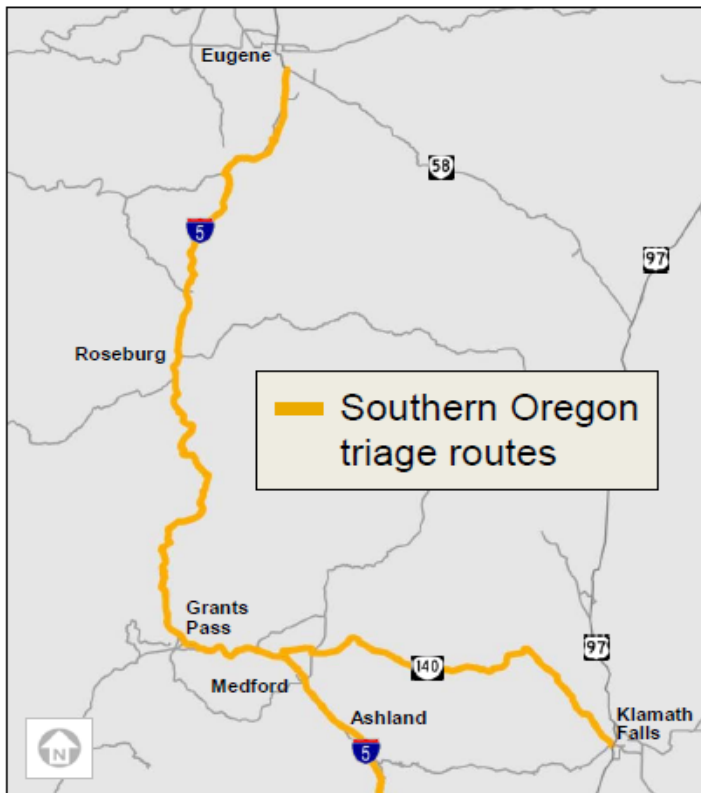 Eugene
58
5
97
Roseburg
Southern Oregon
triage routes
Grants
Pass
140
97
Medford
Ashland
Klamath
Falls
5
N